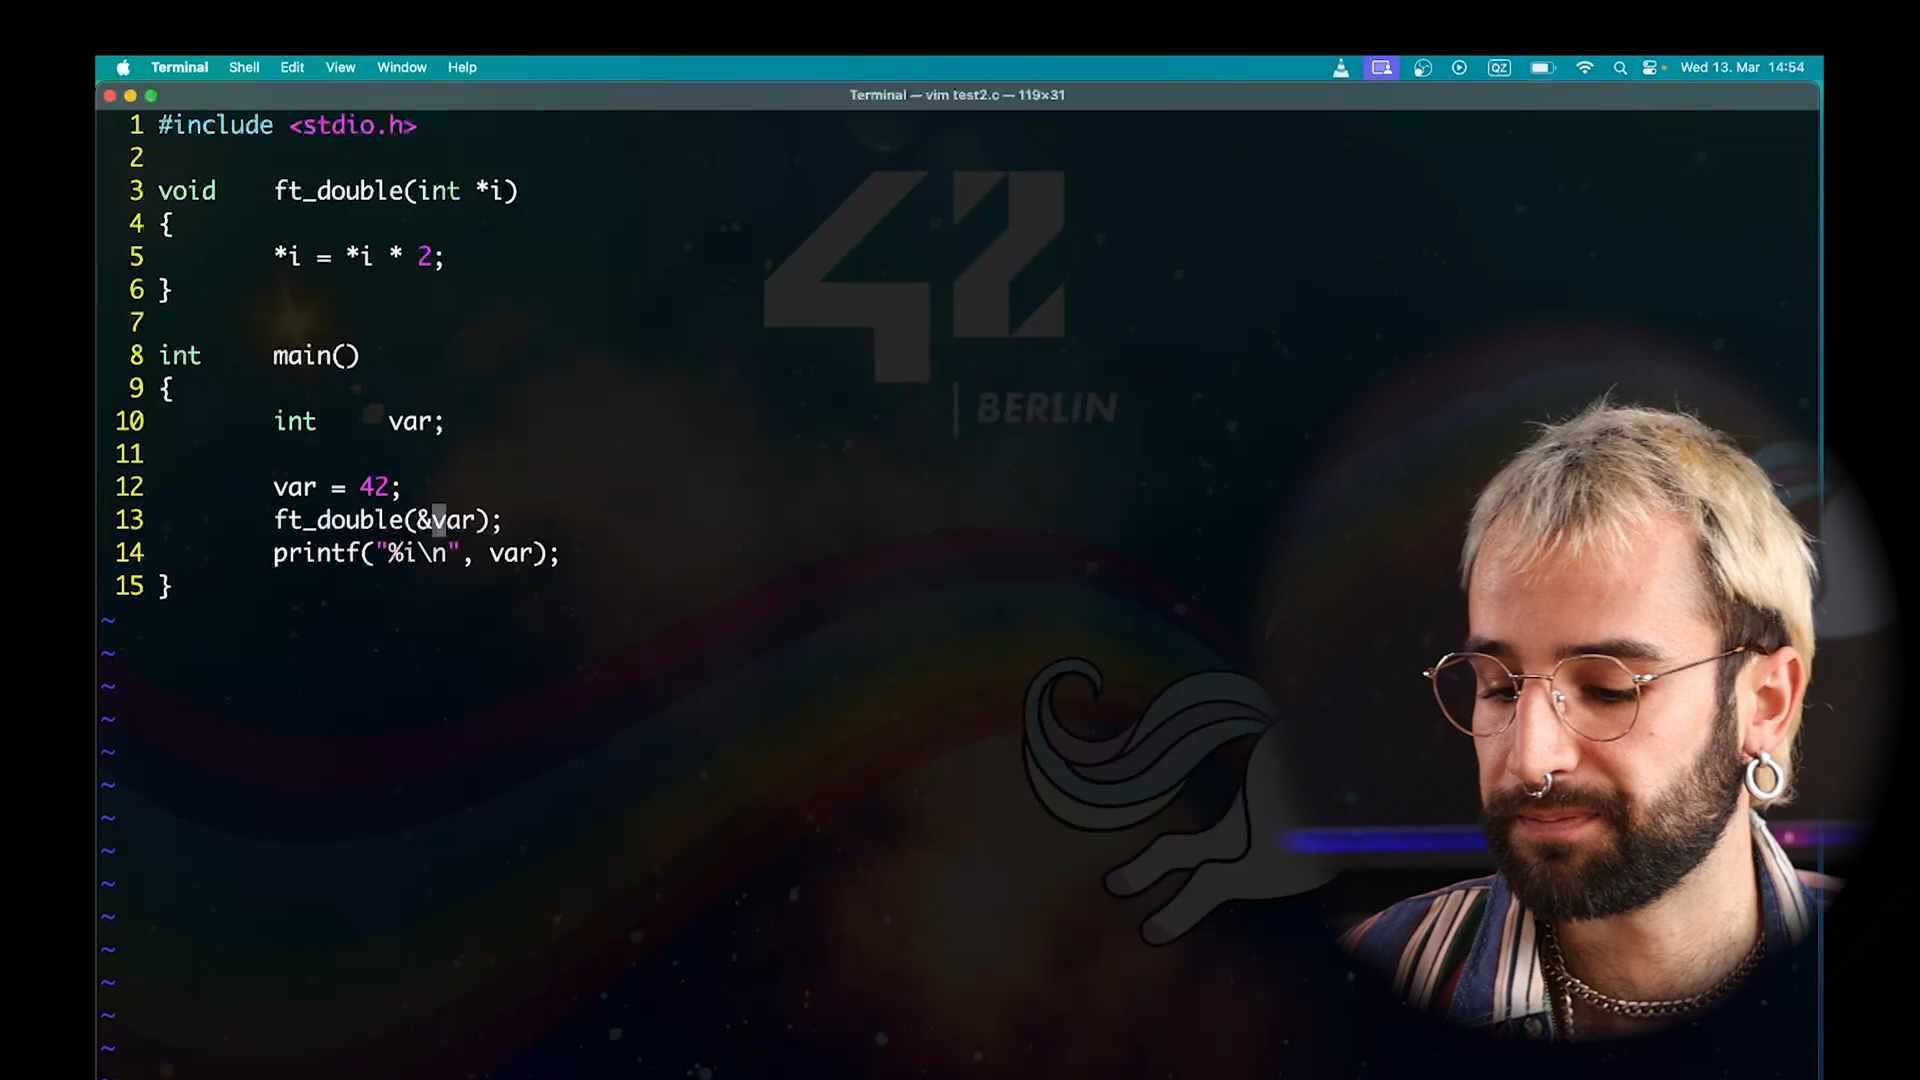 Terminal Shell Edit View Window Help QZ Wed 13. Mar 14:54
Terminal — vim test2.c — 119×31
1 #include <stdio.h>
2
3 void ft_double(int *i)
4 {
5 *i = *i * 2;
6 }
7
8 int main()
9 {
10 int var;
11
12 var = 42;
13 ft_double(&var);
14 printf("%i\n", var);
15 }
~
~
~
~
~
~
~
~
~
~
~
~
~
~
42
BERLIN